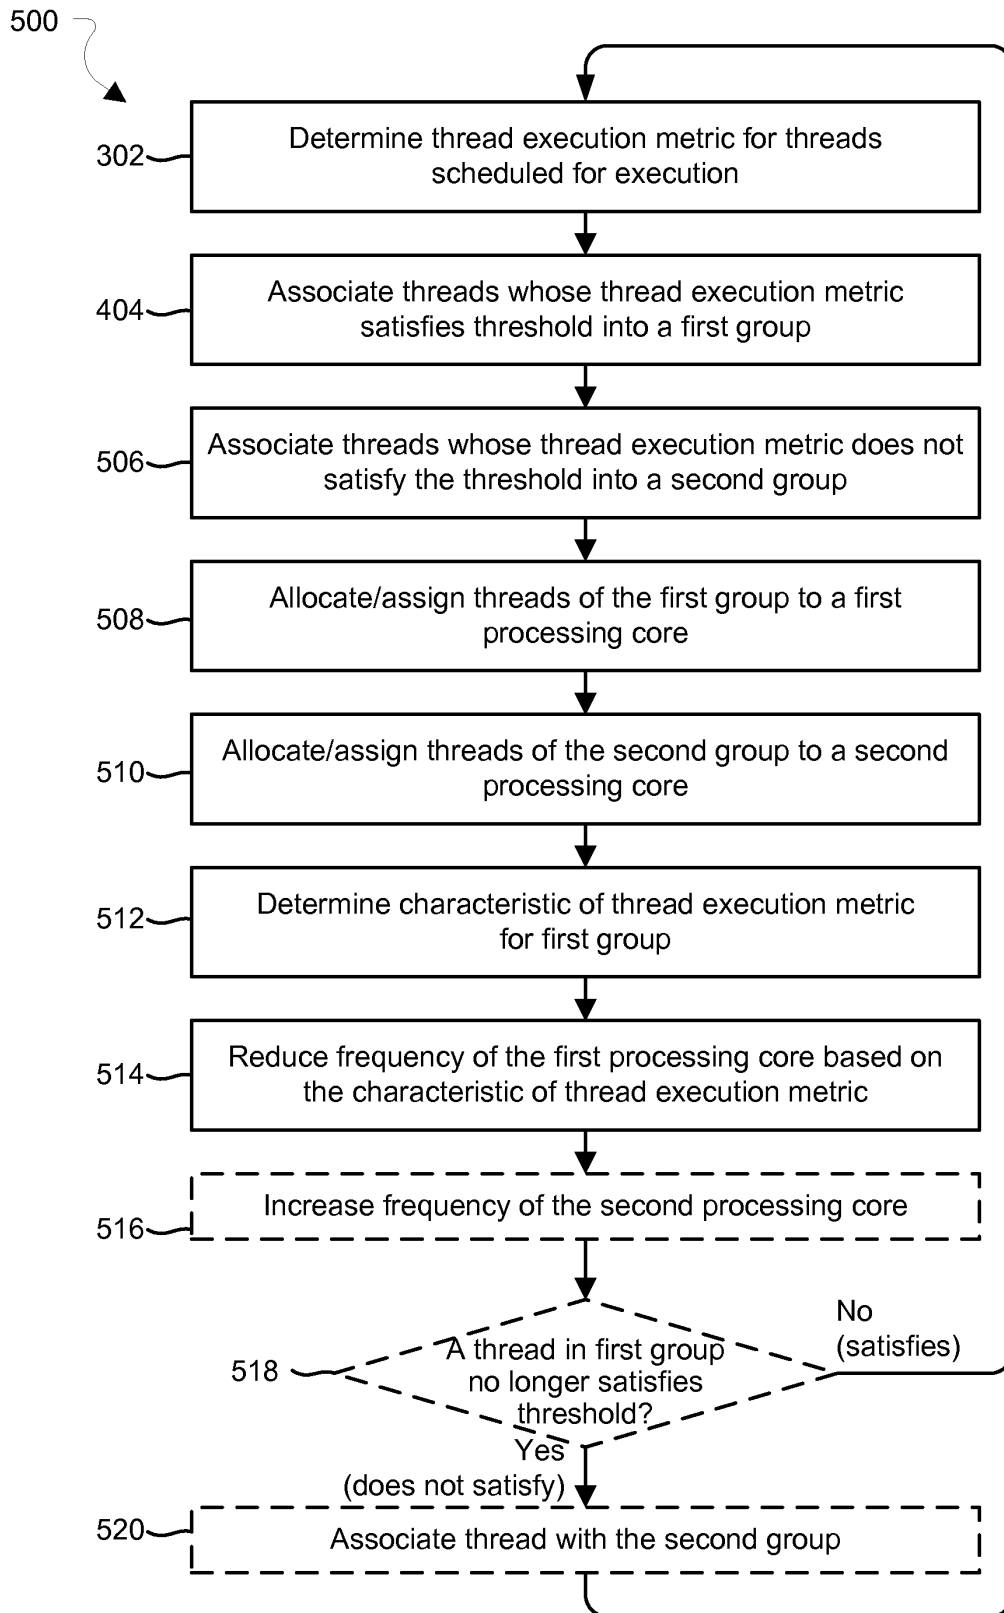 500
302
Determine thread execution metric for threads
scheduled for execution
404
Associate threads whose thread execution metric
satisfies threshold into a first group
506
Associate threads whose thread execution metric does not
satisfy the threshold into a second group
508
Allocate/assign threads of the first group to a first
processing core
510
Allocate/assign threads of the second group to a second
processing core
512
Determine characteristic of thread execution metric
for first group
514
Reduce frequency of the first processing core based on
the characteristic of thread execution metric
516
Increase frequency of the second processing core
518
A thread in first group
no longer satisfies
threshold?
No
(satisfies)
Yes
(does not satisfy)
520
Associate thread with the second group